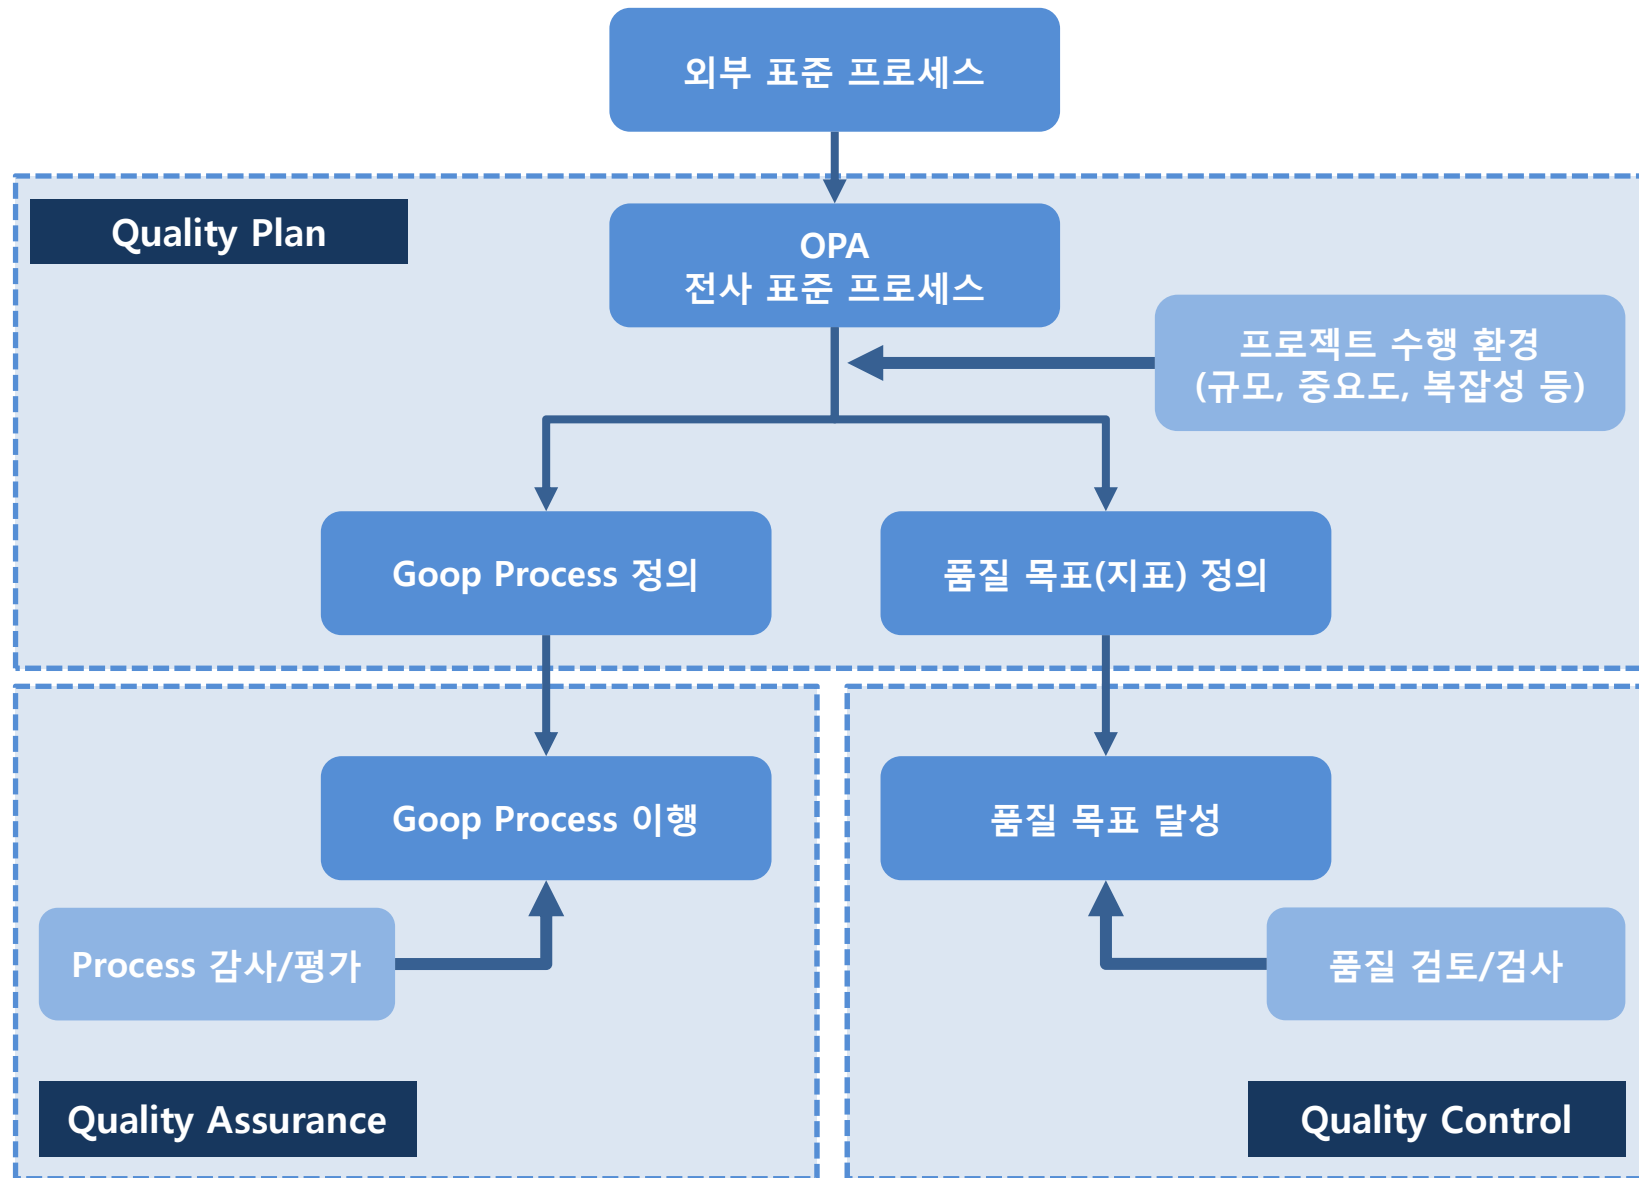 외부 표준 프로세스
Quality Plan
OPA
전사 표준 프로세스
프로젝트 수행 환경
(규모, 중요도, 복잡성 등)
Goop Process 정의
품질 목표(지표) 정의
Goop Process 이행
품질 목표 달성
Process 감사/평가
품질 검토/검사
Quality Assurance
Quality Control